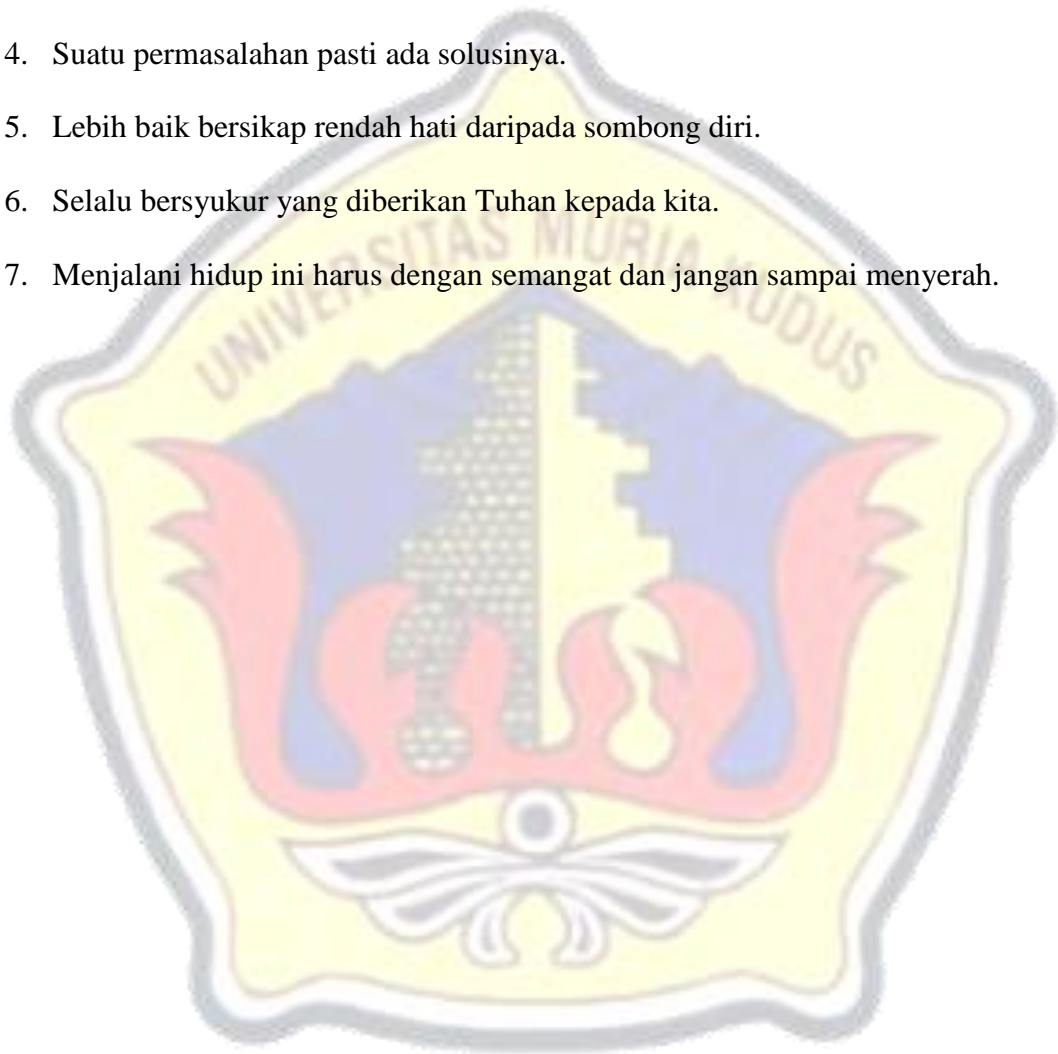 4. Suatu permasalahan pasti ada solusinya.
5. Lebih baik bersikap rendah hati daripada sombong diri.
6. Selalu bersyukur yang diberikan Tuhan kepada kita.
7. Menjalani hidup ini harus dengan semangat dan jangan sampai menyerah.
UNIVERSITAS MURIA KUDUS